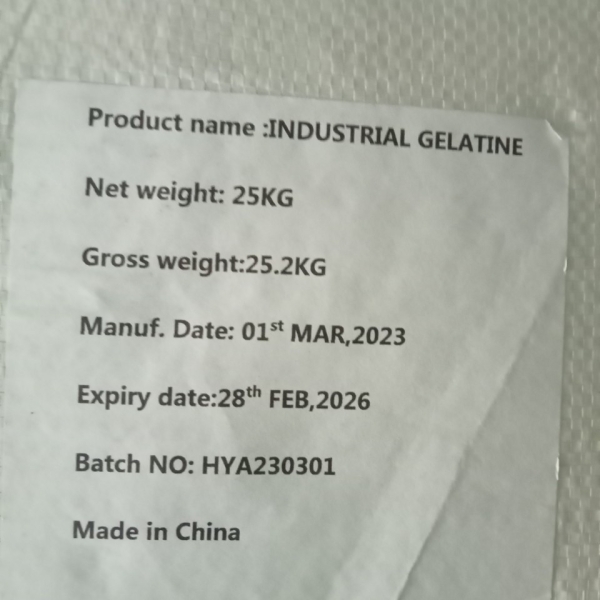 Product name :INDUSTRIAL GELATINE
Net weight: 25KG
Gross weight:25.2KG
Manuf. Date: 01st MAR,2023
Expiry date:28th FEB,2026
Batch NO: HYA230301
Made in China